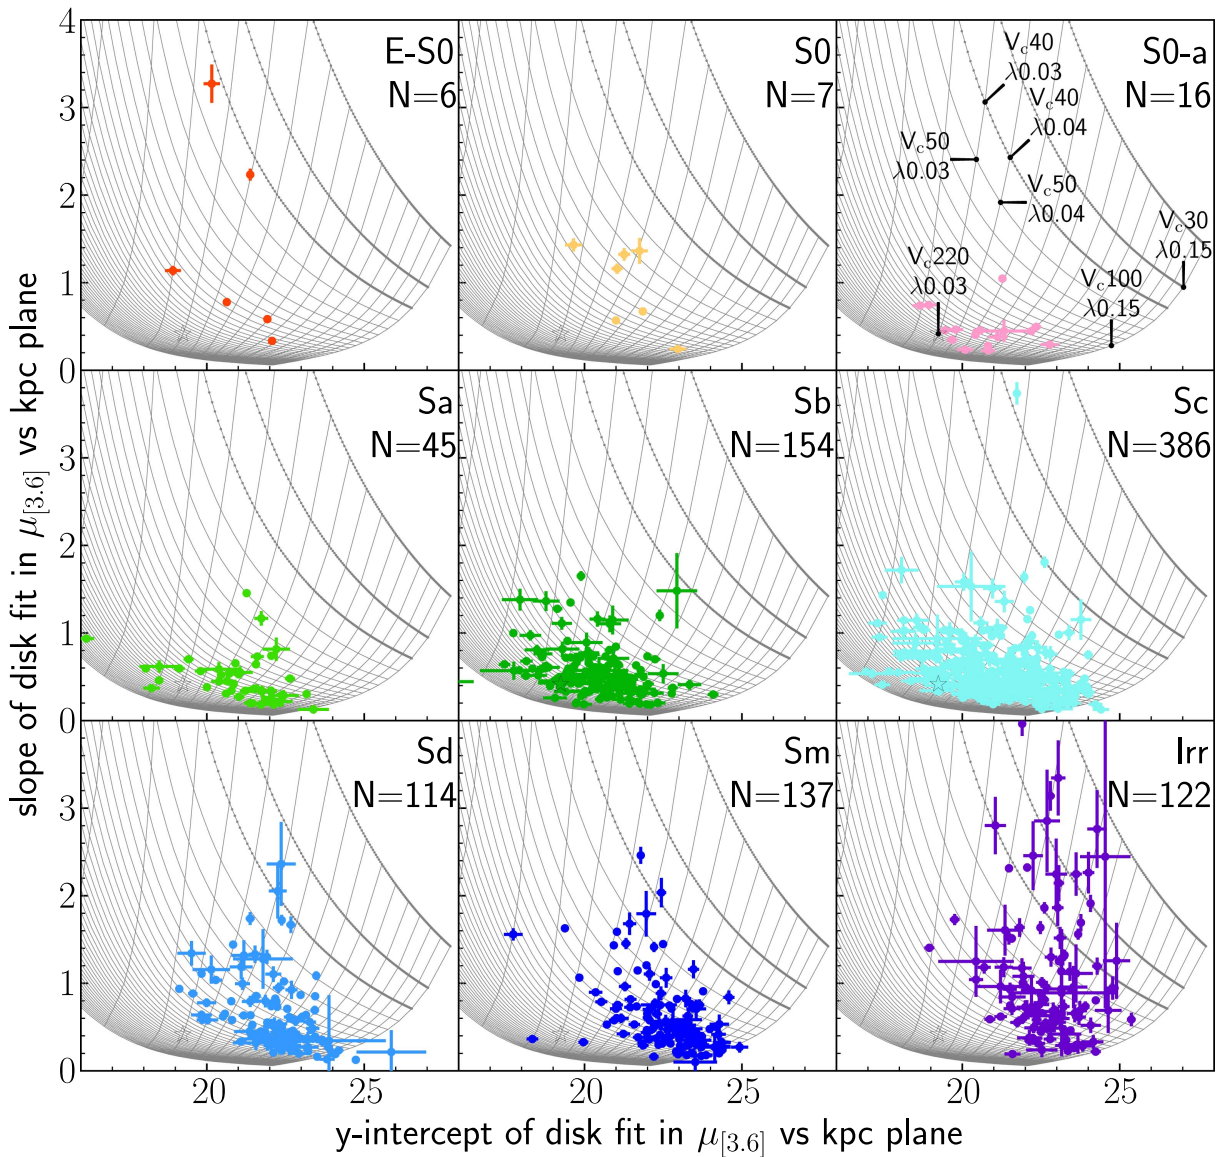 4
E-S0
N=6
S0
N=7
S0-a
N=16
V_c40
λ0.03
V_c40
λ0.04
V_c50
λ0.03
V_c50
λ0.04
V_c30
λ0.15
V_c220
λ0.03
V_c100
λ0.15
3
2
1
0
Sa
N=45
Sb
N=154
Sc
N=386
3
2
1
0
Sd
N=114
Sm
N=137
Irr
N=122
3
2
1
0
20
25
20
25
20
25
slope of disk fit in μ_[3.6] vs kpc plane
y-intercept of disk fit in μ_[3.6] vs kpc plane